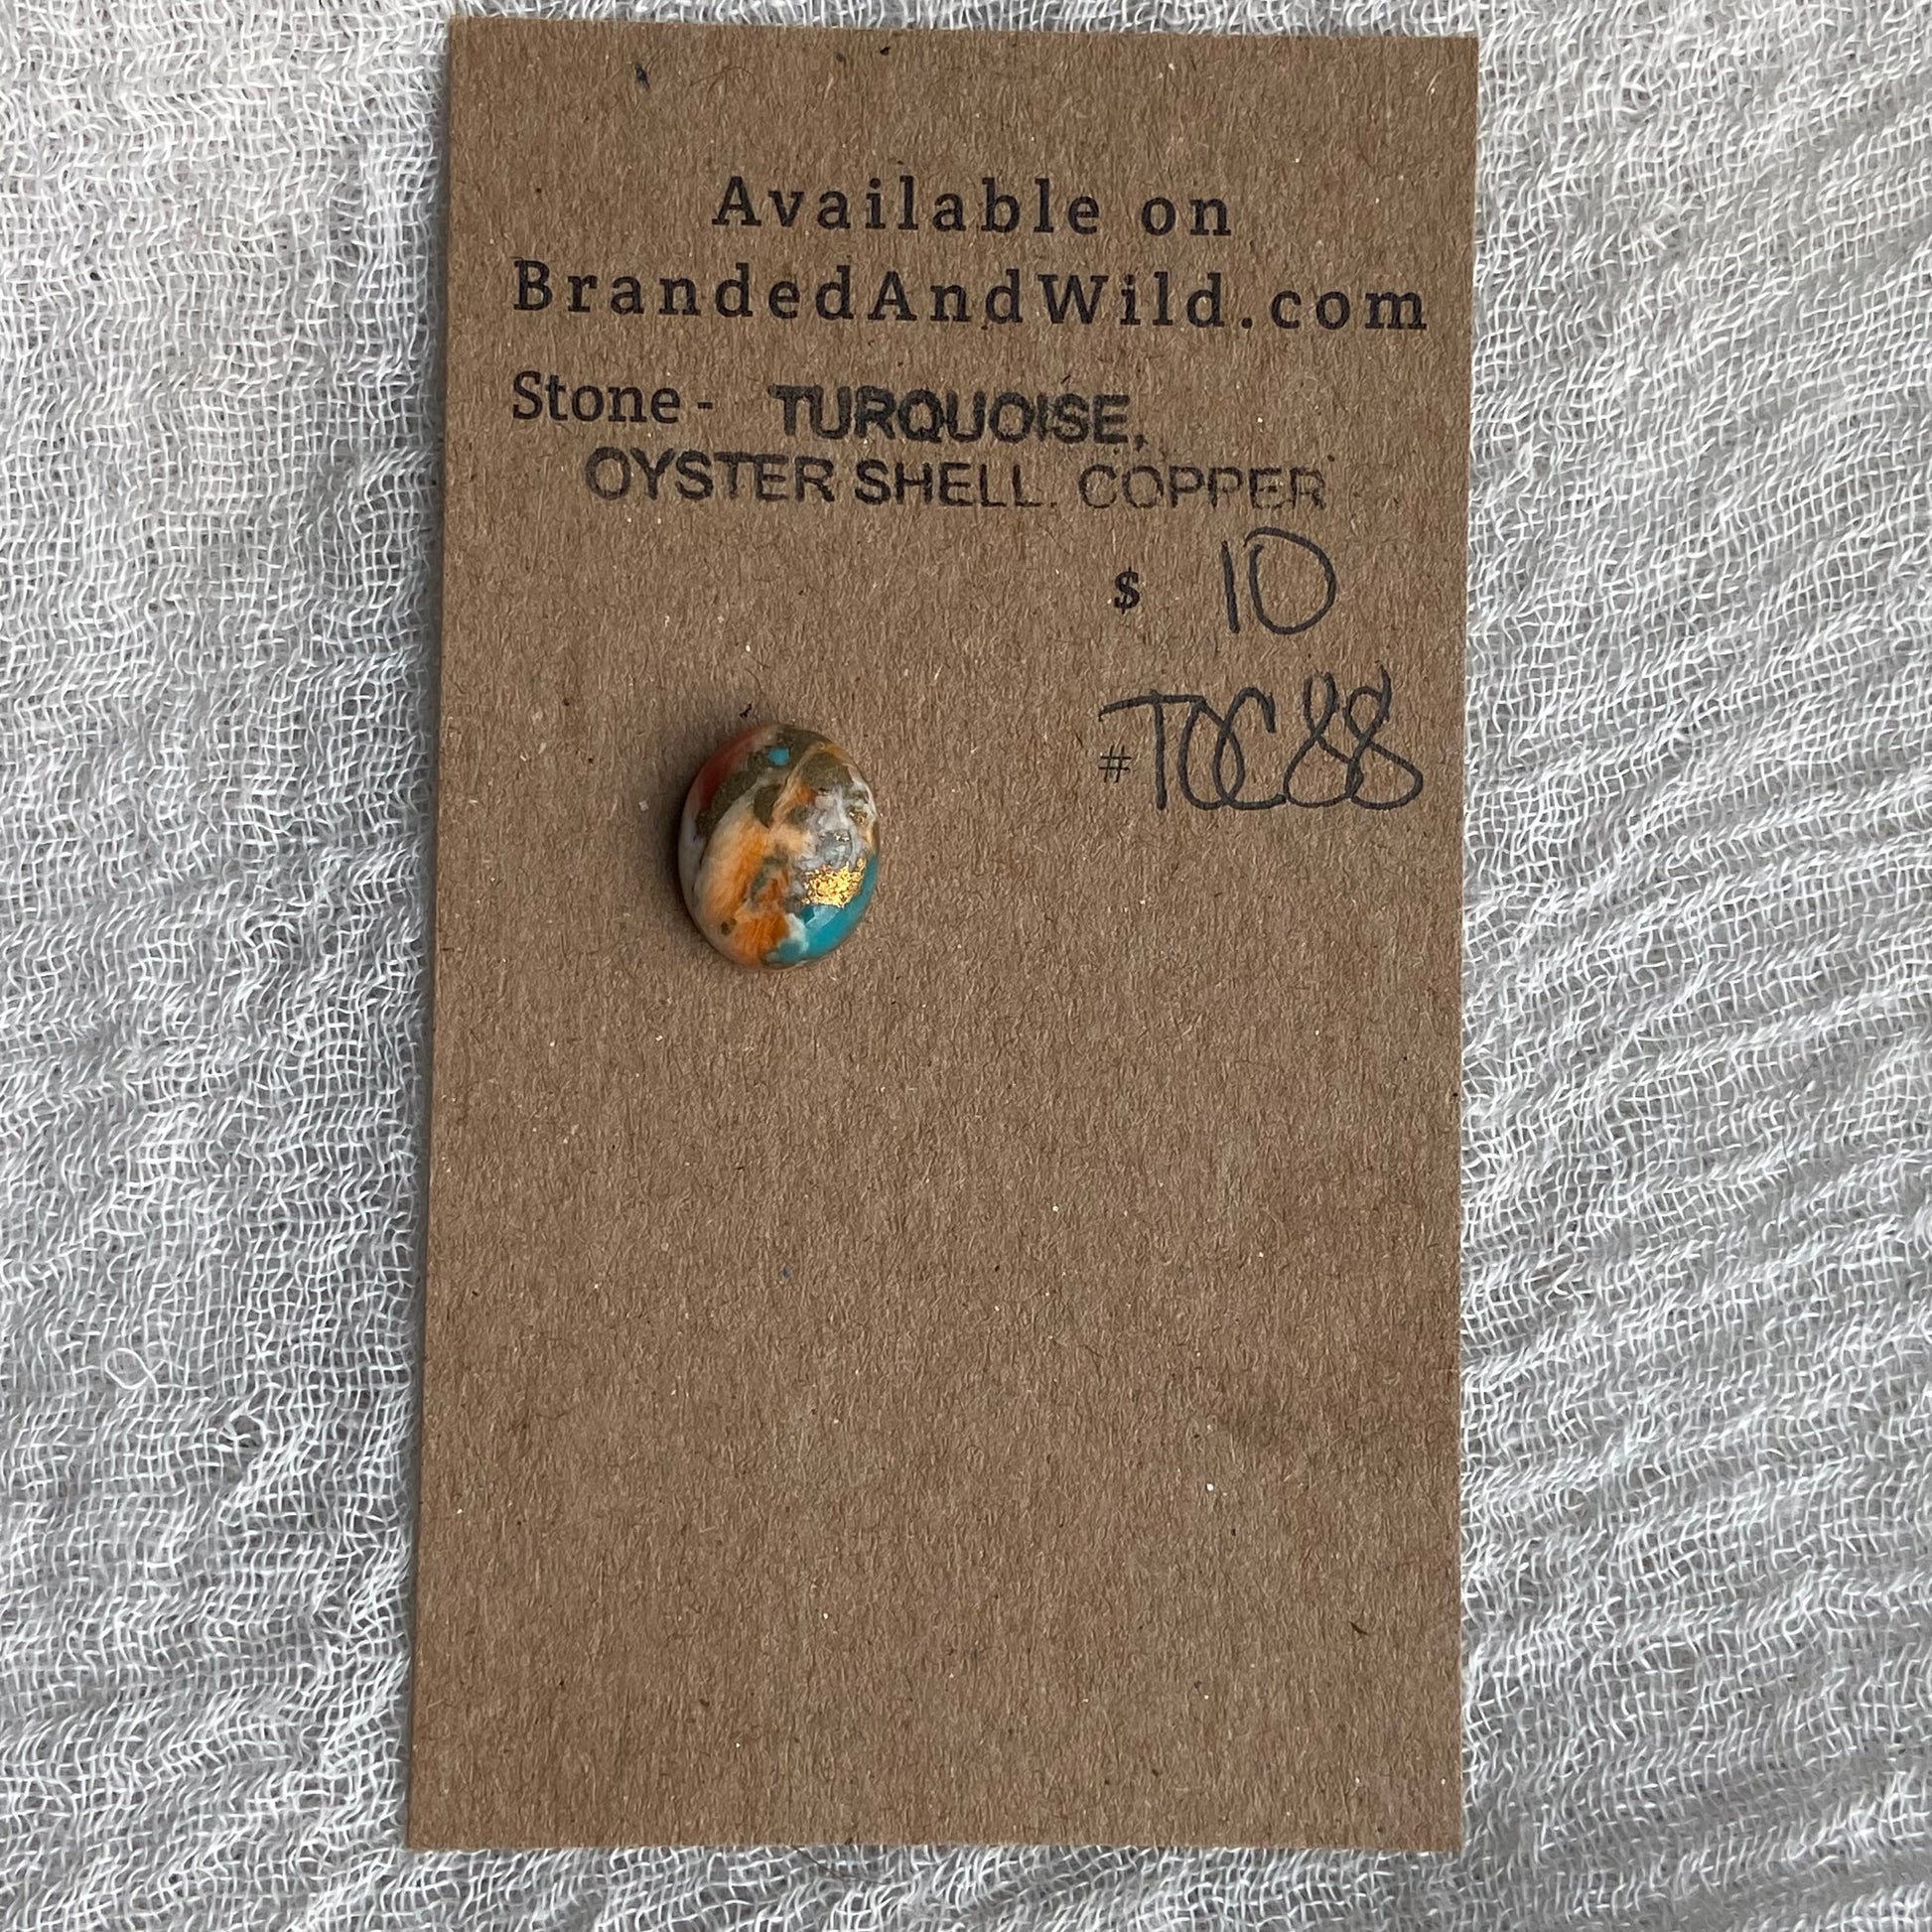 Available on
BrandedAndWild.com
Stone - TURQUOISE,
OYSTER SHELL. COPPER
$ 10
#TOC88